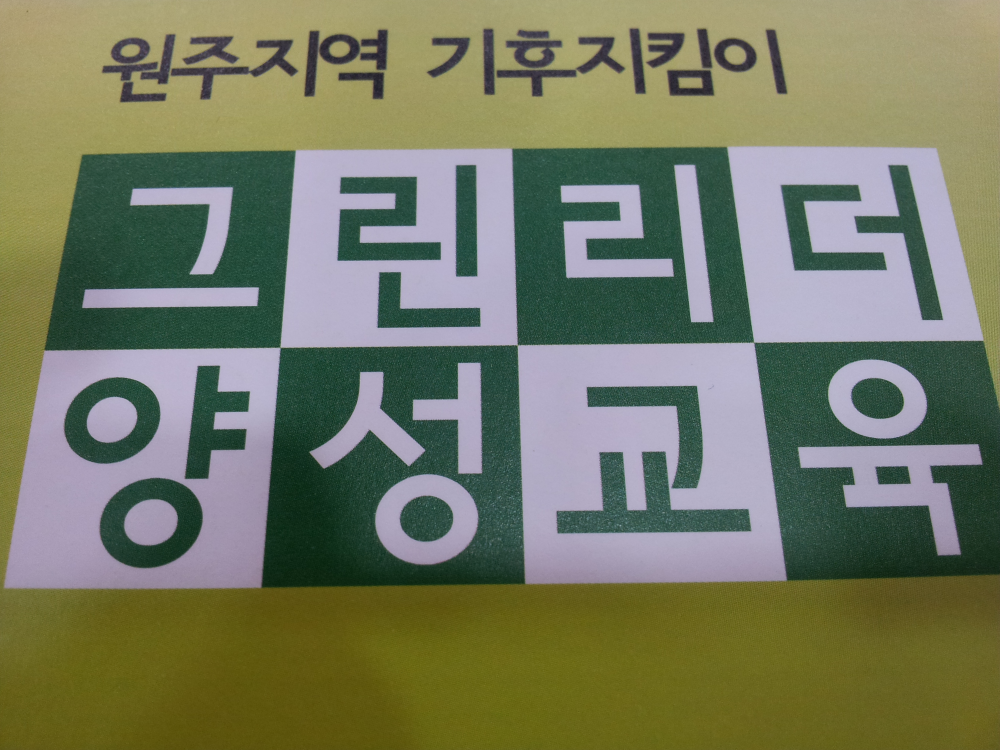 원주지역 기후지킴이
그린리더
양성교육